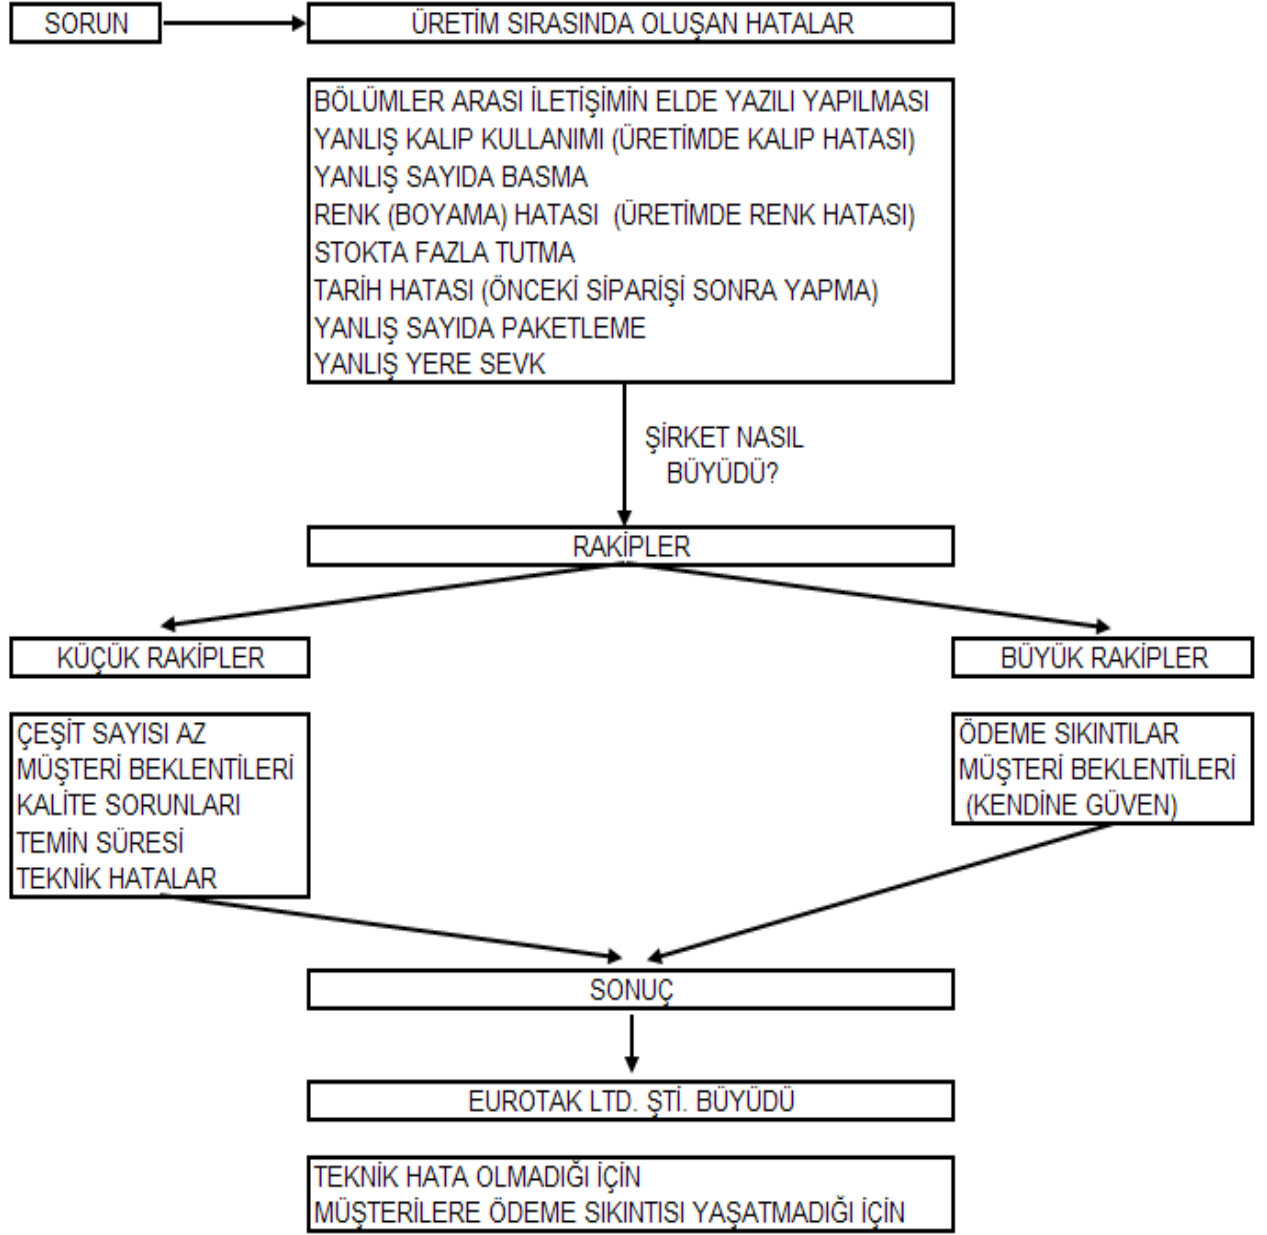 SORUN
ÜRETİM SIRASINDA OLUŞAN HATALAR
BÖLÜMLER ARASI İLETİŞİMİN ELDE YAZILI YAPILMASI
YANLIŞ KALIP KULLANIMI (ÜRETİMDE KALIP HATASI)
YANLIŞ SAYIDA BASMA
RENK (BOYAMA) HATASI (ÜRETİMDE RENK HATASI)
STOKTA FAZLA TUTMA
TARİH HATASI (ÖNCEKİ SİPARİŞİ SONRA YAPMA)
YANLIŞ SAYIDA PAKETLEME
YANLIŞ YERE SEVK
ŞİRKET NASIL
BÜYÜDÜ?
RAKİPLER
KÜÇÜK RAKİPLER
BÜYÜK RAKİPLER
ÇEŞİT SAYISI AZ
MÜŞTERİ BEKLENTİLERİ
KALİTE SORUNLARI
TEMİN SÜRESİ
TEKNİK HATALAR
ÖDEME SIKINTILAR
MÜŞTERİ BEKLENTİLERİ
(KENDİNE GÜVEN)
SONUÇ
EUROTAK LTD. ŞTİ. BÜYÜDÜ
TEKNİK HATA OLMADIĞI İÇİN
MÜŞTERİLERE ÖDEME SIKINTISI YAŞATMADIĞI İÇİN